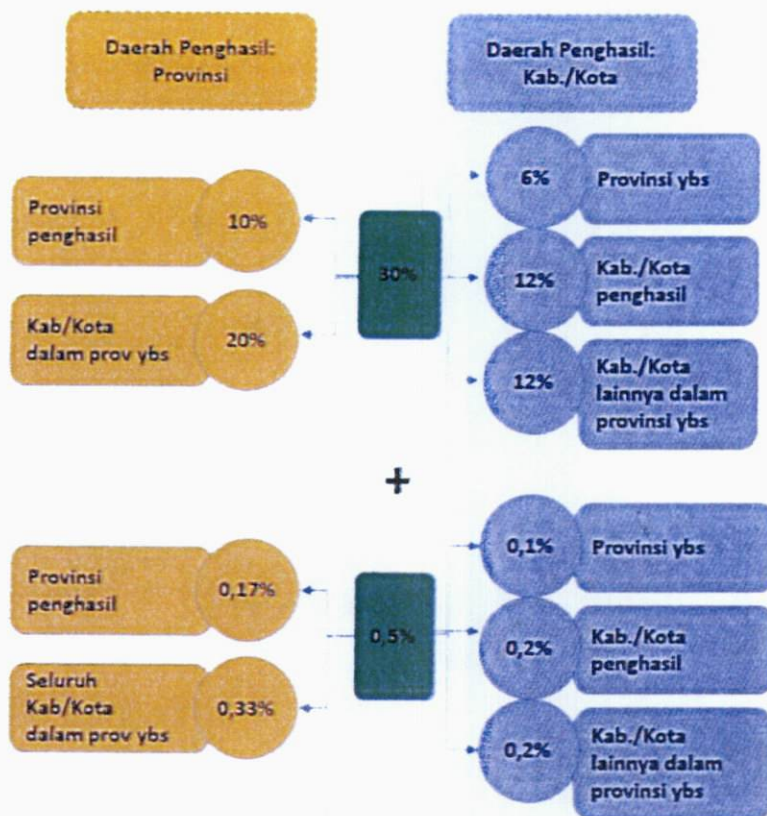 Daerah Penghasil:
Provinsi
Daerah Penghasil:
Kab./Kota
Provinsi
penghasil
10%
Kab/Kota
dalam prov ybs
20%
30%
6%
Provinsi ybs
12%
Kab./Kota
penghasil
12%
Kab./Kota
lainnya dalam
provinsi ybs
+
Provinsi
penghasil
0,17%
Seluruh
Kab/Kota
dalam prov ybs
0,33%
0,5%
0,1%
Provinsi ybs
0,2%
Kab./Kota
penghasil
0,2%
Kab./Kota
lainnya dalam
provinsi ybs